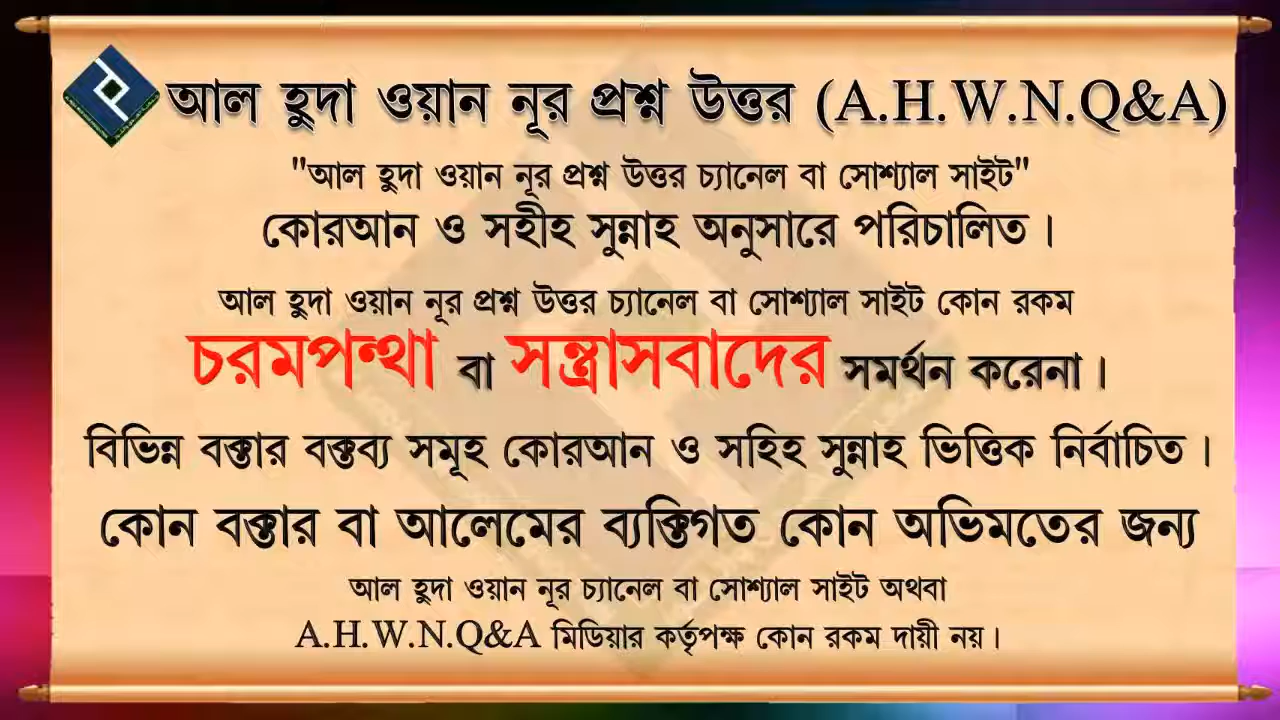 আল হুদা ওয়ান নূর প্রশ্ন উত্তর (A.H.W.N.Q&A)
"আল হুদা ওয়ান নূর প্রশ্ন উত্তর চ্যানেল বা সোশ্যাল সাইট"
কোরআন ও সহীহ সুন্নাহ অনুসারে পরিচালিত।
আল হুদা ওয়ান নূর প্রশ্ন উত্তর চ্যানেল বা সোশ্যাল সাইট কোন রকম
চরমপন্থা বা সন্ত্রাসবাদের সমর্থন করেনা।
বিভিন্ন বক্তার বক্তব্য সমূহ কোরআন ও সহিহ সুন্নাহ ভিত্তিক নির্বাচিত।
কোন বক্তার বা আলেমের ব্যক্তিগত কোন অভিমতের জন্য
আল হুদা ওয়ান নূর চ্যানেল বা সোশ্যাল সাইট অথবা
A.H.W.N.Q&A মিডিয়ার কর্তৃপক্ষ কোন রকম দায়ী নয়।